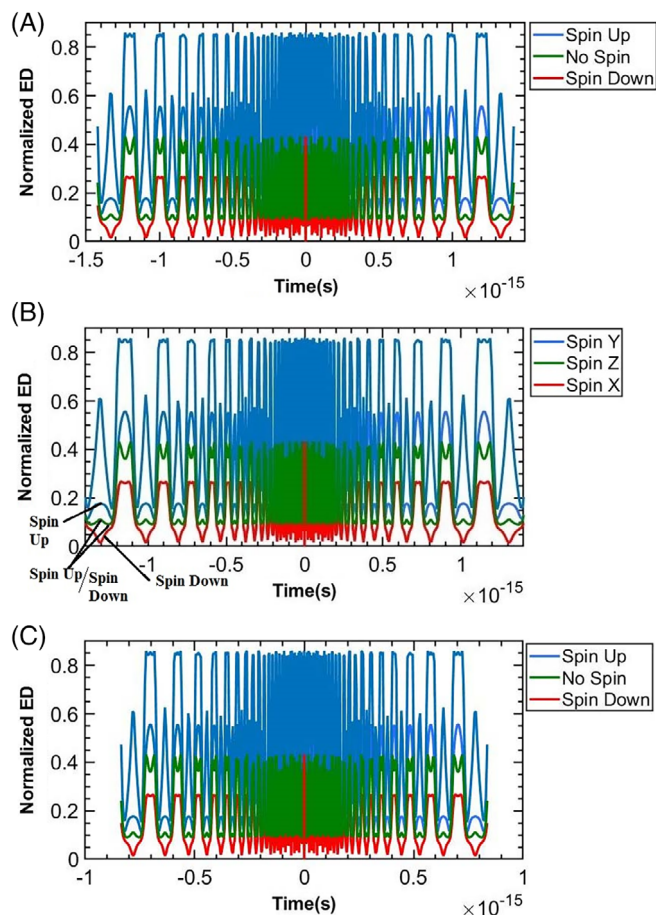 (A)
Normalized ED
0.8
0.6
0.4
0.2
0
-1.5
-1
-0.5
0
0.5
1
Time(s)
×10-15
Spin Up
No Spin
Spin Down
(B)
Normalized ED
0.8
0.6
0.4
0.2
0
Spin
Up
Spin Up
/Spin
Down
Spin Down
-1
-0.5
0
0.5
1
Time(s)
×10-15
Spin Y
Spin Z
Spin X
(C)
Normalized ED
0.8
0.6
0.4
0.2
0
-1
-0.5
0
0.5
1
Time(s)
×10-15
Spin Up
No Spin
Spin Down